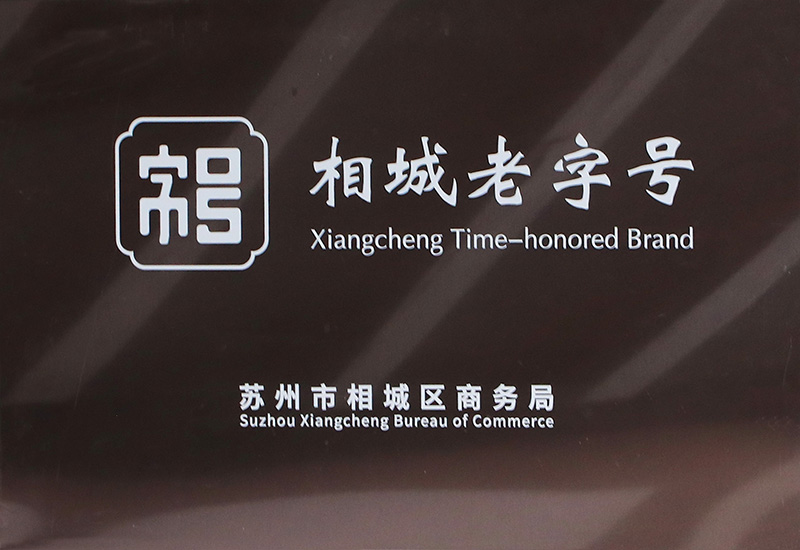 相城老字号
Xiangcheng Time-honored Brand
苏州市相城区商务局
Suzhou Xiangcheng Bureau of Commerce